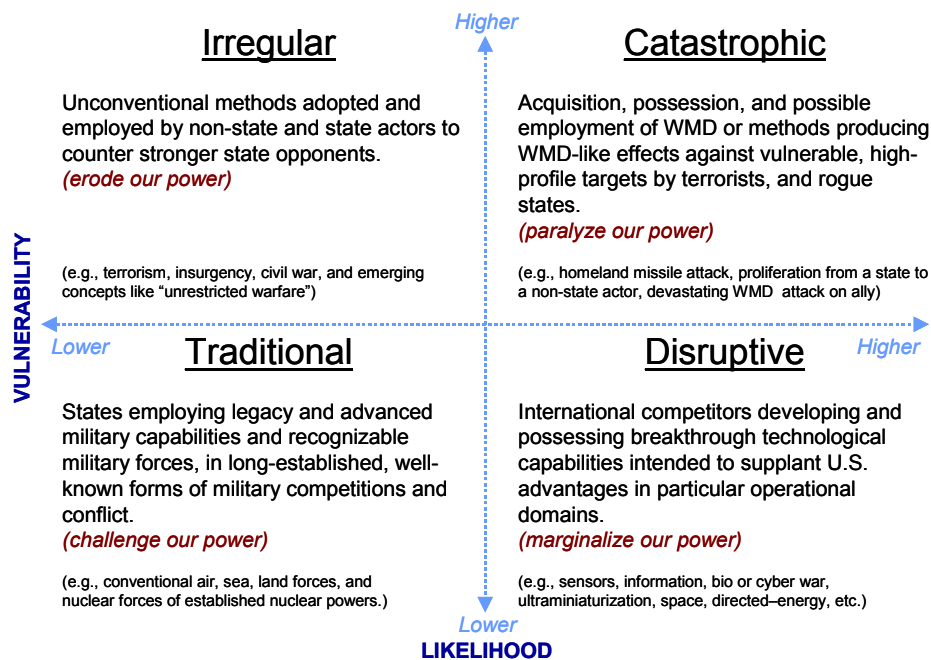 Higher
Irregular
Unconventional methods adopted and
employed by non-state and state actors to
counter stronger state opponents.
(erode our power)
(e.g., terrorism, insurgency, civil war, and emerging
concepts like “unrestricted warfare”)
Catastrophic
Acquisition, possession, and possible
employment of WMD or methods producing
WMD-like effects against vulnerable, high-
profile targets by terrorists, and rogue
states.
(paralyze our power)
(e.g., homeland missile attack, proliferation from a state to
a non-state actor, devastating WMD attack on ally)
VULNERABILITY
Lower
Higher
Traditional
States employing legacy and advanced
military capabilities and recognizable
military forces, in long-established, well-
known forms of military competitions and
conflict.
(challenge our power)
(e.g., conventional air, sea, land forces, and
nuclear forces of established nuclear powers.)
Disruptive
International competitors developing and
possessing breakthrough technological
capabilities intended to supplant U.S.
advantages in particular operational
domains.
(marginalize our power)
(e.g., sensors, information, bio or cyber war,
ultraminiaturization, space, directed–energy, etc.)
Lower
LIKELIHOOD